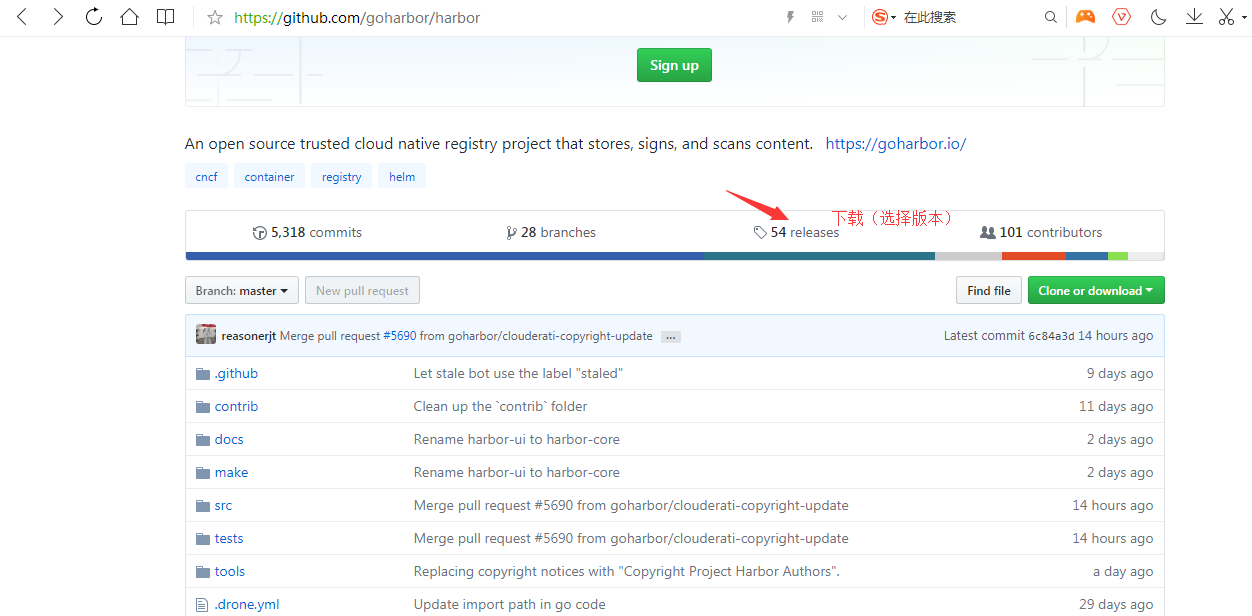 https://github.com/goharbor/harbor
在此搜索
Sign up
An open source trusted cloud native registry project that stores, signs, and scans content. https://goharbor.io/
cncf container registry helm
下载（选择版本）
5,318 commits 28 branches 54 releases 101 contributors
Branch: master New pull request Find file Clone or download
reasonerjt Merge pull request #5690 from goharbor/clouderati-copyright-update ... Latest commit 6c84a3d 14 hours ago
.github Let stale bot use the label "staled" 9 days ago
contrib Clean up the `contrib` folder 11 days ago
docs Rename harbor-ui to harbor-core 2 days ago
make Rename harbor-ui to harbor-core 2 days ago
src Merge pull request #5690 from goharbor/clouderati-copyright-update 14 hours ago
tests Merge pull request #5690 from goharbor/clouderati-copyright-update 14 hours ago
tools Replacing copyright notices with "Copyright Project Harbor Authors". a day ago
.drone.yml Update import path in go code 29 days ago